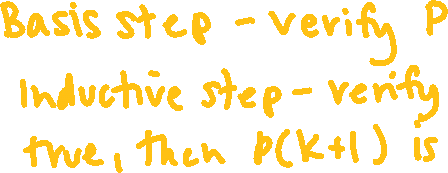 Basis step - verify P
Inductive step - verify
true, then P(k+1) is